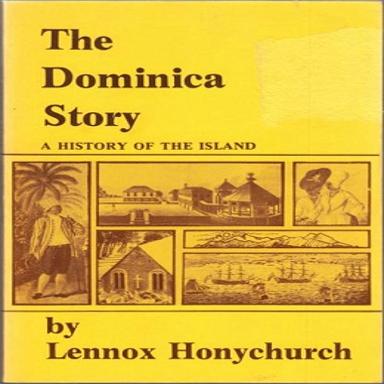 The
Dominica
Story
A HISTORY OF THE ISLAND
by
Lennox Honychurch